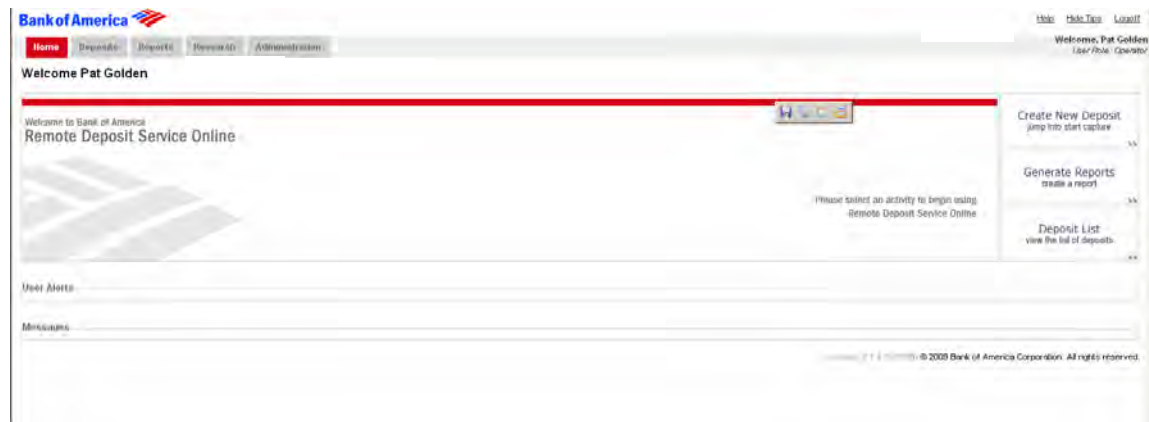 Bank of America
Help Hide Tips Logoff
Home Deposits Reports Research Administration
Welcome, Pat Golden
User Role: Operator
Welcome Pat Golden
Welcome to Bank of America
Remote Deposit Service Online
Please select an activity to begin using
Remote Deposit Service Online
Create New Deposit
jump into start capture
>>
Generate Reports
create a report
>>
Deposit List
view the list of deposits
>>
User Alerts
Messages
© 2009 Bank of America Corporation. All rights reserved.